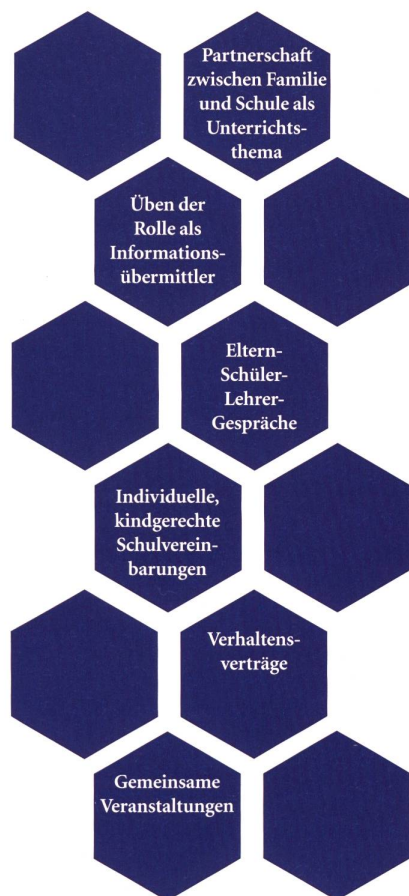 Partnerschaft
zwischen Familie
und Schule als
Unterrichts-
thema
Üben der
Rolle als
Informations-
übermittler
Eltern-
Schüler-
Lehrer-
Gespräche
Individuelle,
kindgerechte
Schulverein-
barungen
Verhaltens-
verträge
Gemeinsame
Veranstaltungen